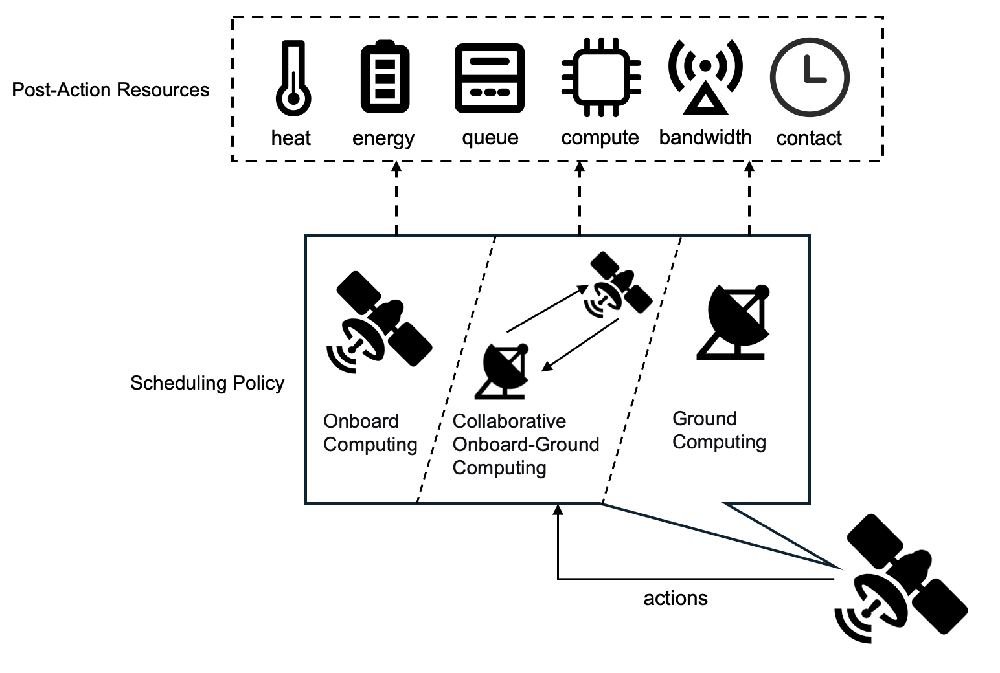 Post-Action Resources
heat
energy
queue
compute
bandwidth
contact
Scheduling Policy
Onboard
Computing
Collaborative
Onboard-Ground
Computing
Ground
Computing
actions